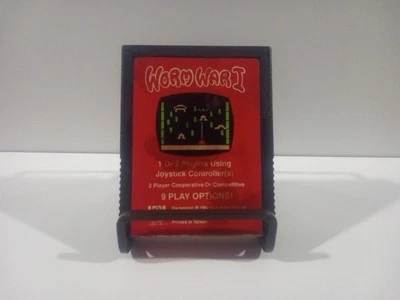 WORM WAR I
1 Or 2 Players Using
Joystick Controller(s)
2 Player Cooperative Or Competitive
9 PLAY OPTIONS!
Printed in Taiwan